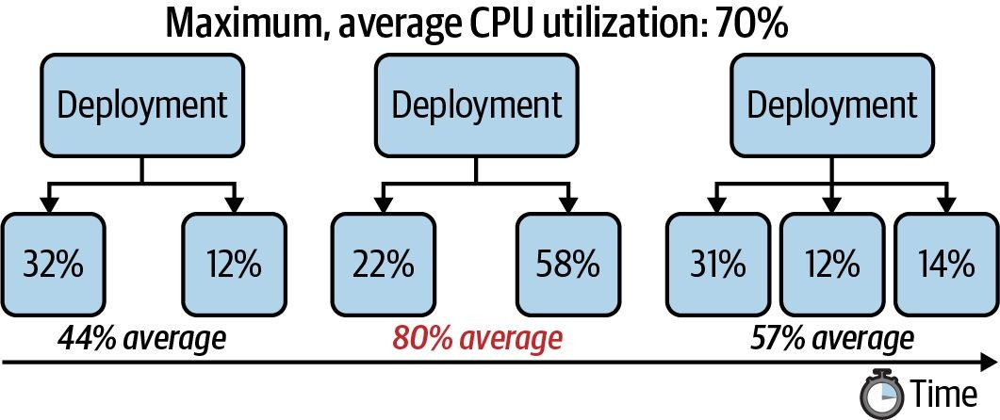 Maximum, average CPU utilization: 70%
Deployment
Deployment
Deployment
32%
12%
22%
58%
31%
12%
14%
44% average
80% average
57% average
Time